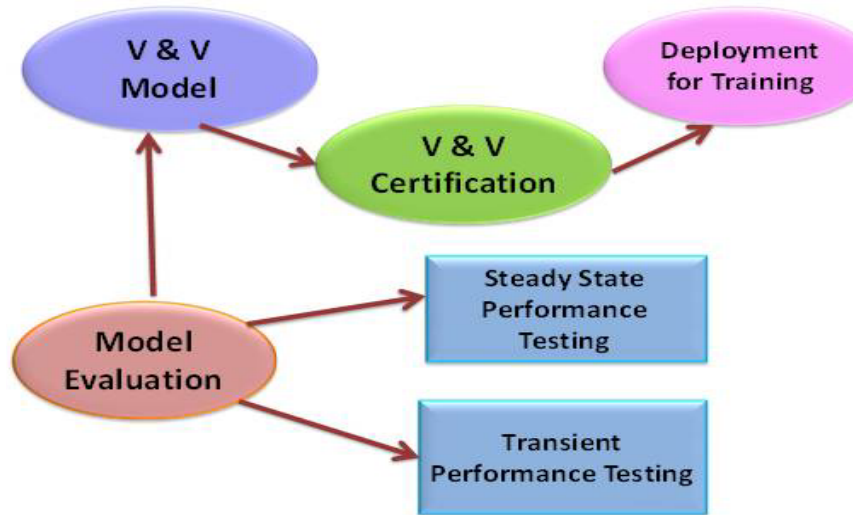 V & V
Model
Deployment
for Training
V & V
Certification
Steady State
Performance
Testing
Model
Evaluation
Transient
Performance Testing